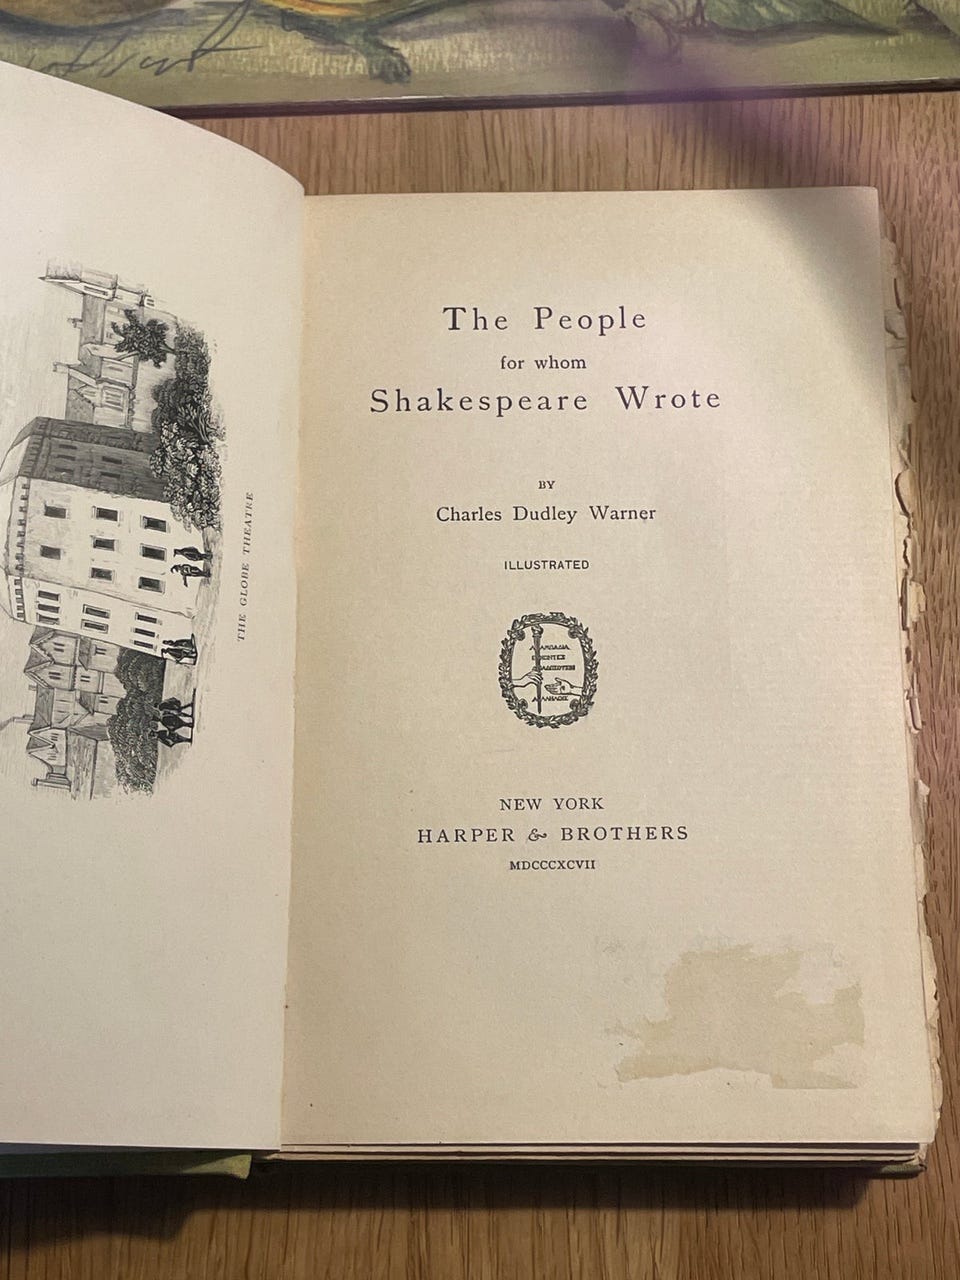 THE GLOBE THEATRE
The People
for whom
Shakespeare Wrote
BY
Charles Dudley Warner
ILLUSTRATED
NEW YORK
HARPER & BROTHERS
MDCCCXCVII